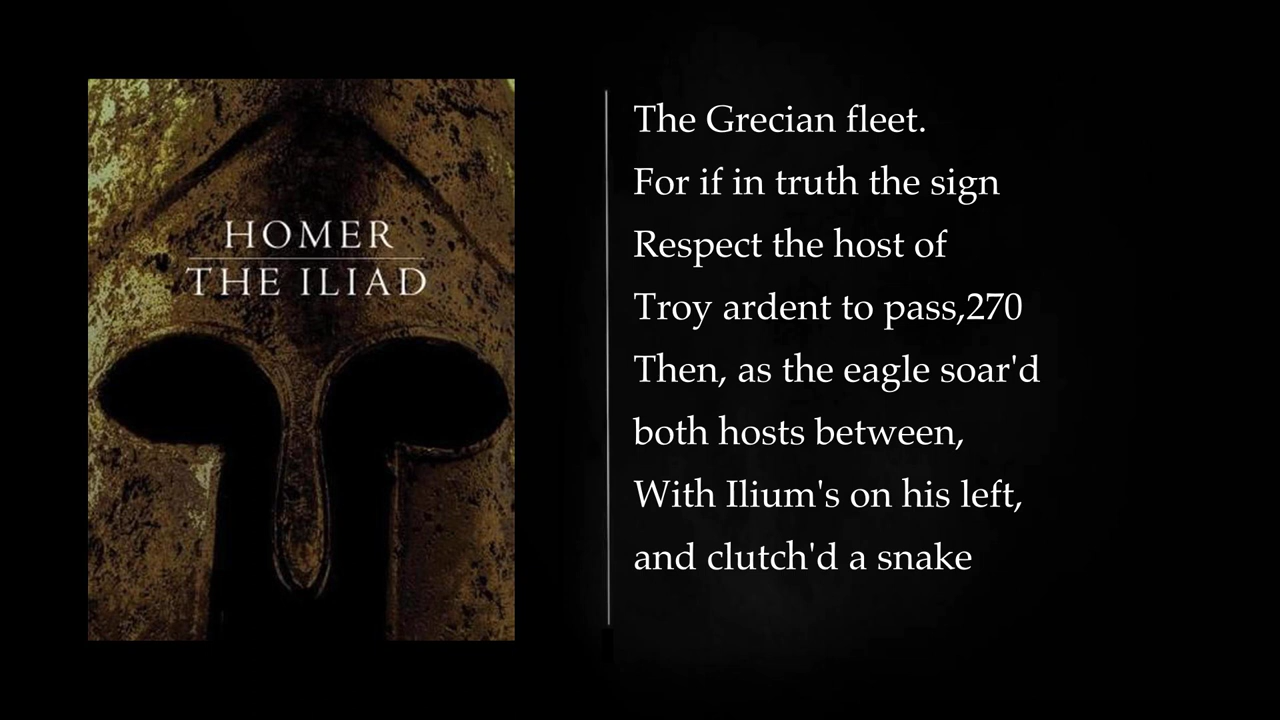 HOMER
THE ILIAD
The Grecian fleet.
For if in truth the sign
Respect the host of
Troy ardent to pass,270
Then, as the eagle soar'd
both hosts between,
With Ilium's on his left,
and clutch'd a snake